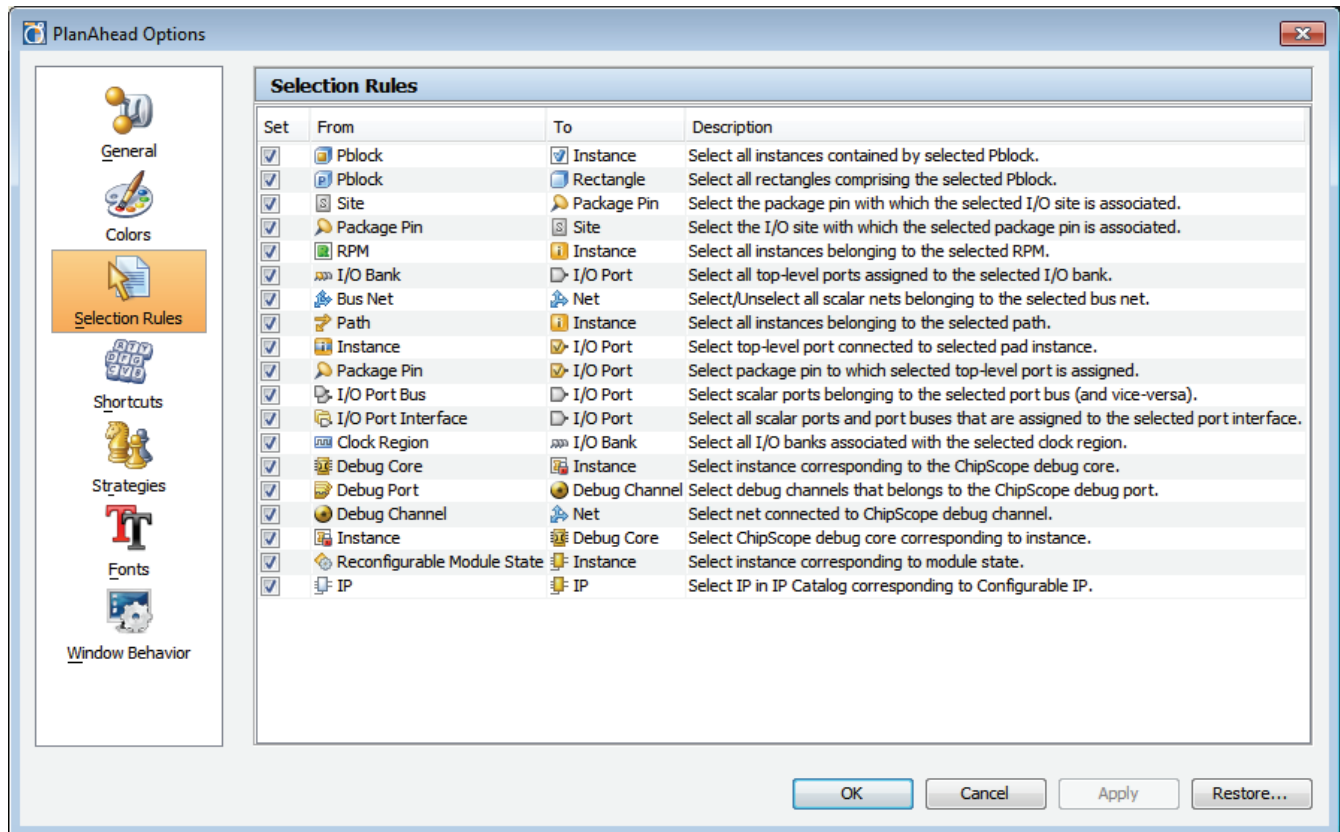 PlanAhead Options
General
Colors
Selection Rules
Shortcuts
Strategies
Fonts
Window Behavior
Selection Rules
Set From To Description
Pblock Instance Select all instances contained by selected Pblock.
Pblock Rectangle Select all rectangles comprising the selected Pblock.
Site Package Pin Select the package pin with which the selected I/O site is associated.
Package Pin Site Select the I/O site with which the selected package pin is associated.
RPM Instance Select all instances belonging to the selected RPM.
I/O Bank I/O Port Select all top-level ports assigned to the selected I/O bank.
Bus Net Net Select/Unselect all scalar nets belonging to the selected bus net.
Path Instance Select all instances belonging to the selected path.
Instance I/O Port Select top-level port connected to selected pad instance.
Package Pin I/O Port Select package pin to which selected top-level port is assigned.
I/O Port Bus I/O Port Select scalar ports belonging to the selected port bus (and vice-versa).
I/O Port Interface I/O Port Select all scalar ports and port buses that are assigned to the selected port interface.
Clock Region I/O Bank Select all I/O banks associated with the selected clock region.
Debug Core Instance Select instance corresponding to the ChipScope debug core.
Debug Port Debug Channel Select debug channels that belongs to the ChipScope debug port.
Debug Channel Net Select net connected to ChipScope debug channel.
Instance Debug Core Select ChipScope debug core corresponding to instance.
Reconfigurable Module State Instance Select instance corresponding to module state.
IP IP Select IP in IP Catalog corresponding to Configurable IP.
OK Cancel Apply Restore...